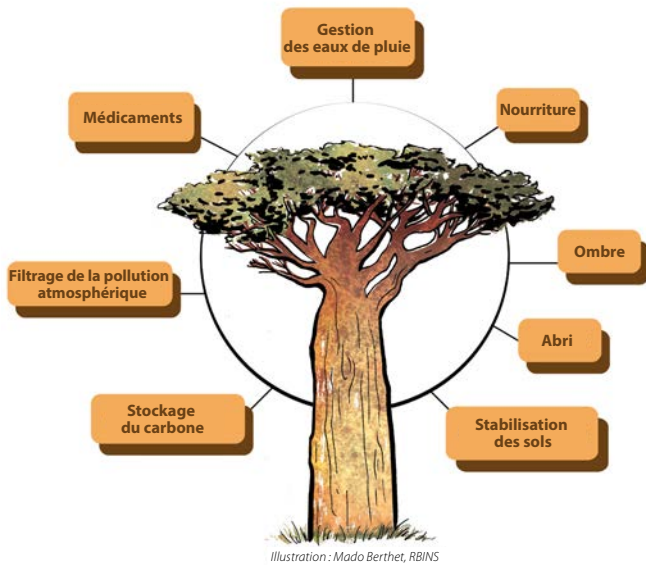 Gestion
des eaux de pluie
Médicaments
Nourriture
Filtrage de la pollution
atmosphérique
Ombre
Abri
Stockage
du carbone
Stabilisation
des sols
Illustration : Mado Berthet, RBINS